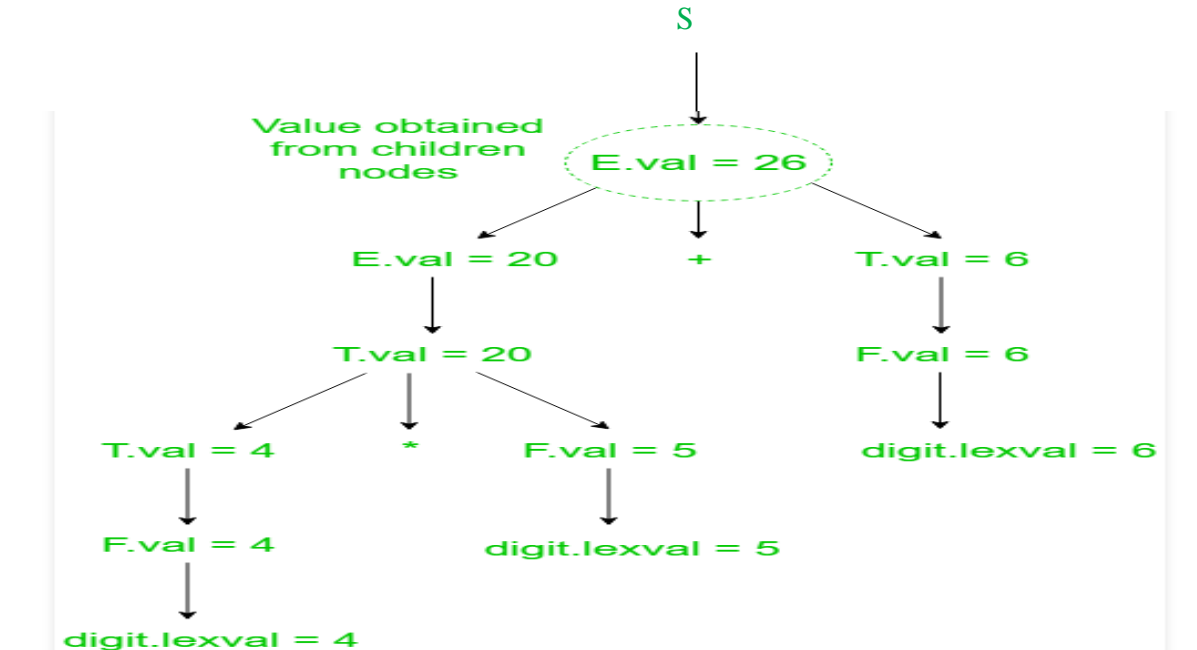 S
Value obtained
from children
nodes
E.val = 26
E.val = 20
+
T.val = 6
T.val = 20
F.val = 6
T.val = 4
*
F.val = 5
digit.lexval = 6
F.val = 4
digit.lexval = 5
digit.lexval = 4